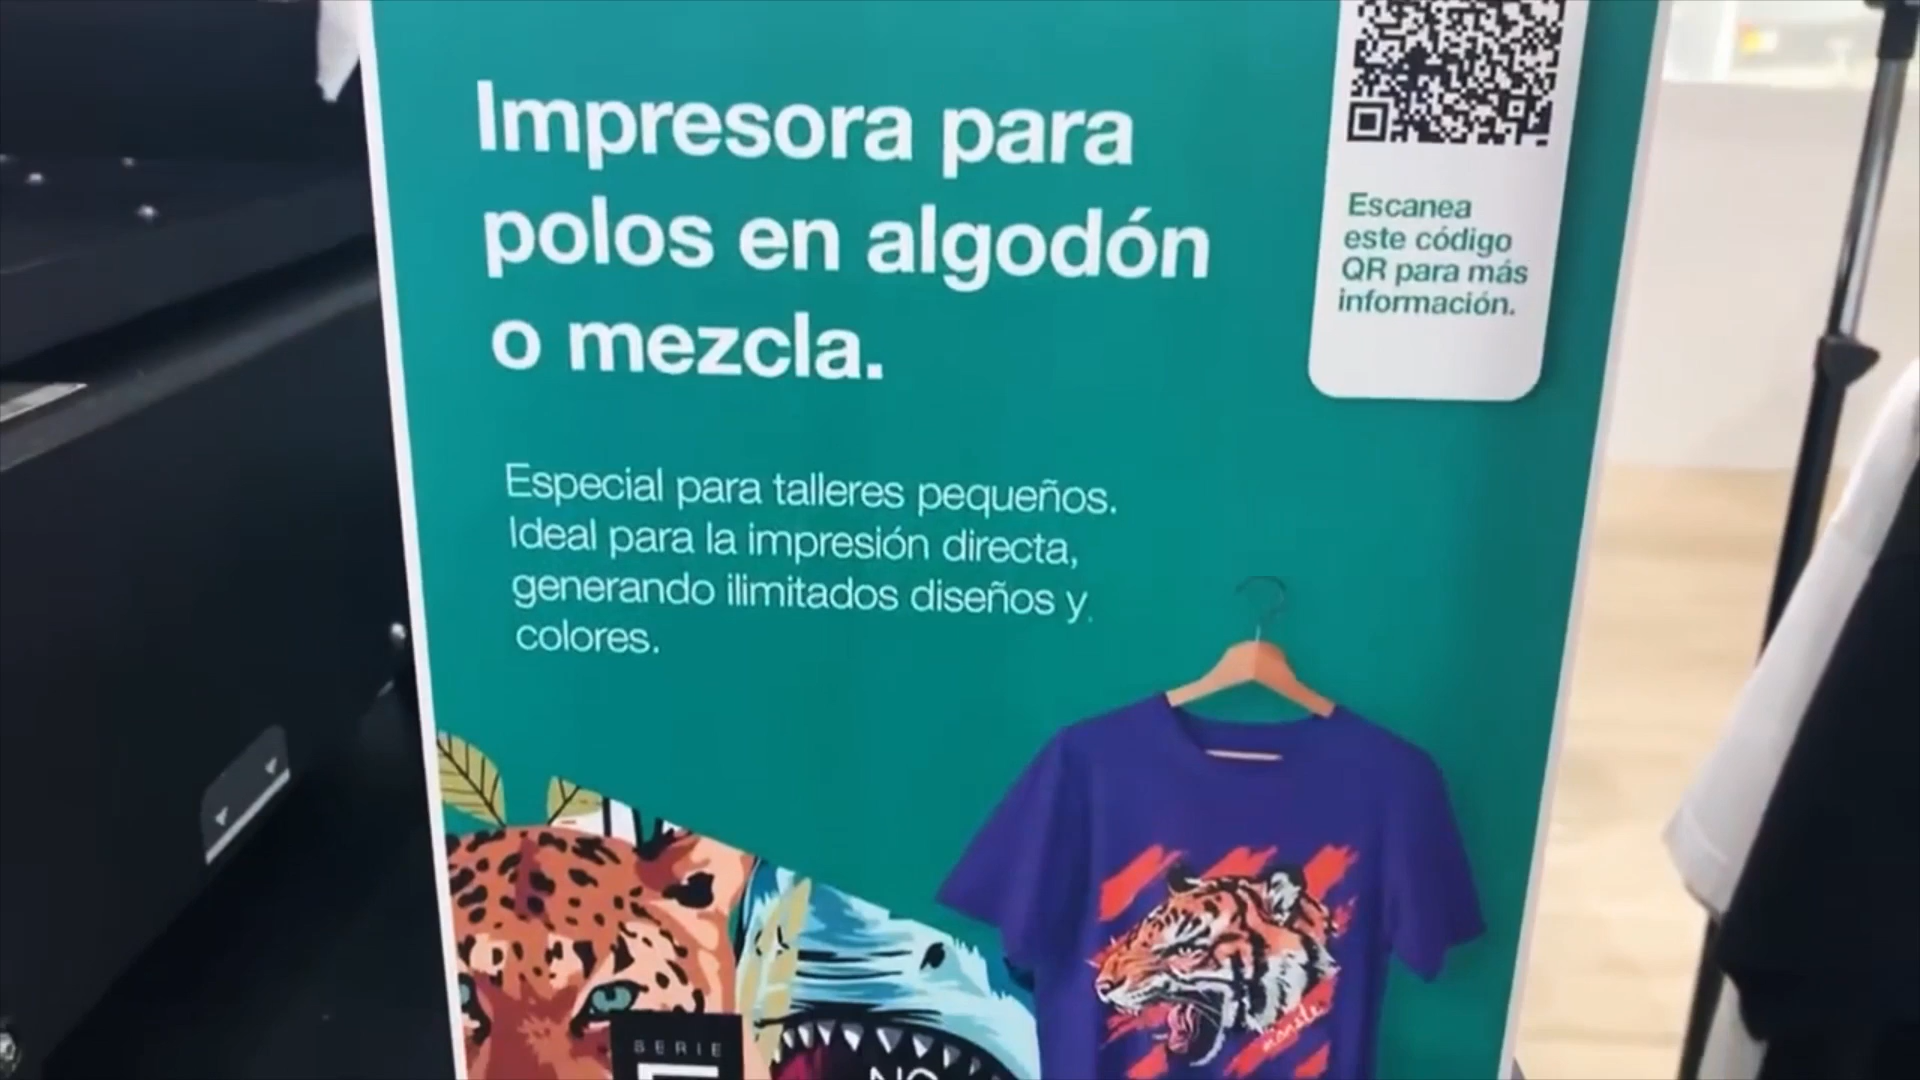 Impresora para
polos en algodón
o mezcla.
Escanea
este código
QR para más
información.
Especial para talleres pequeños.
Ideal para la impresión directa,
generando ilimitados diseños y
colores.
SERIE
NO